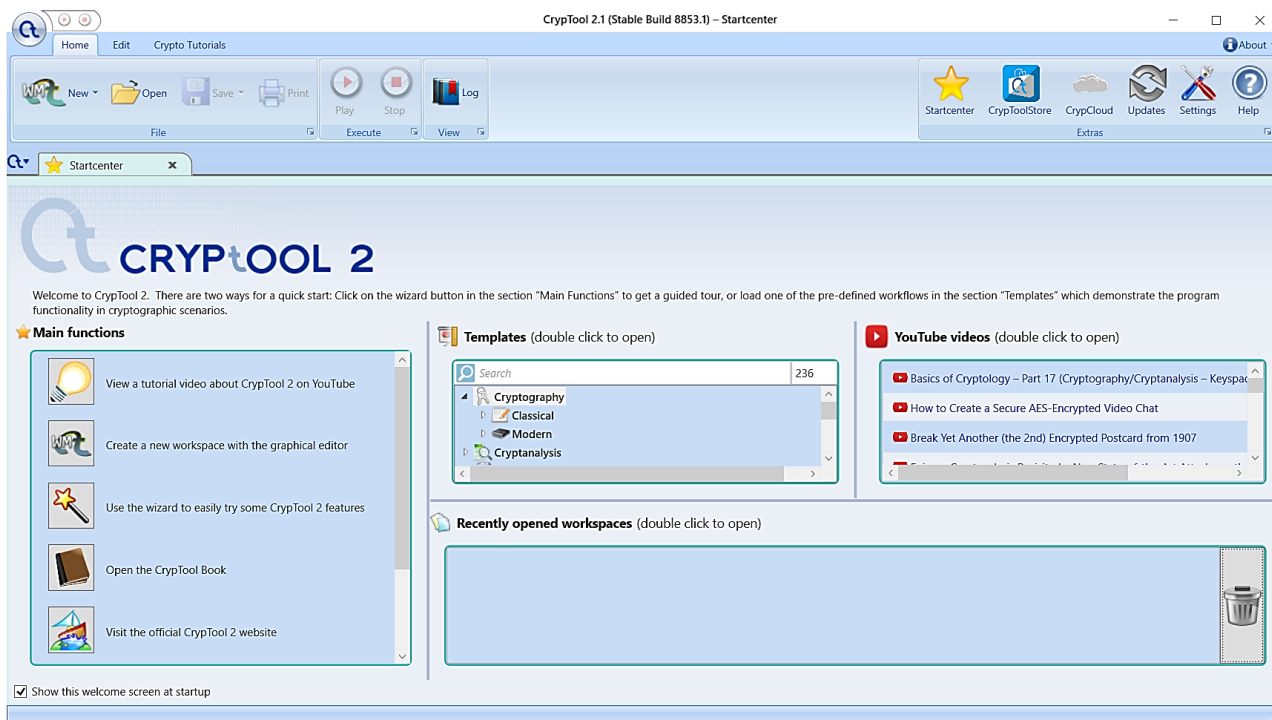 CrypTool 2.1 (Stable Build 8853.1) – Startcenter
Home Edit Crypto Tutorials About
New Open Save Print Play Stop Log Startcenter CrypToolStore CrypCloud Updates Settings Help
File Execute View Extras
Startcenter
CRYPtOOL 2
Welcome to CrypTool 2. There are two ways for a quick start: Click on the wizard button in the section "Main Functions" to get a guided tour, or load one of the pre-defined workflows in the section "Templates" which demonstrate the program
functionality in cryptographic scenarios.
Main functions
View a tutorial video about CrypTool 2 on YouTube
Create a new workspace with the graphical editor
Use the wizard to easily try some CrypTool 2 features
Open the CrypTool Book
Visit the official CrypTool 2 website
Templates (double click to open)
Search 236
Cryptography
Classical
Modern
Cryptanalysis
YouTube videos (double click to open)
Basics of Cryptology – Part 17 (Cryptography/Cryptanalysis – Keyspac
How to Create a Secure AES-Encrypted Video Chat
Break Yet Another (the 2nd) Encrypted Postcard from 1907
Recently opened workspaces (double click to open)
Show this welcome screen at startup